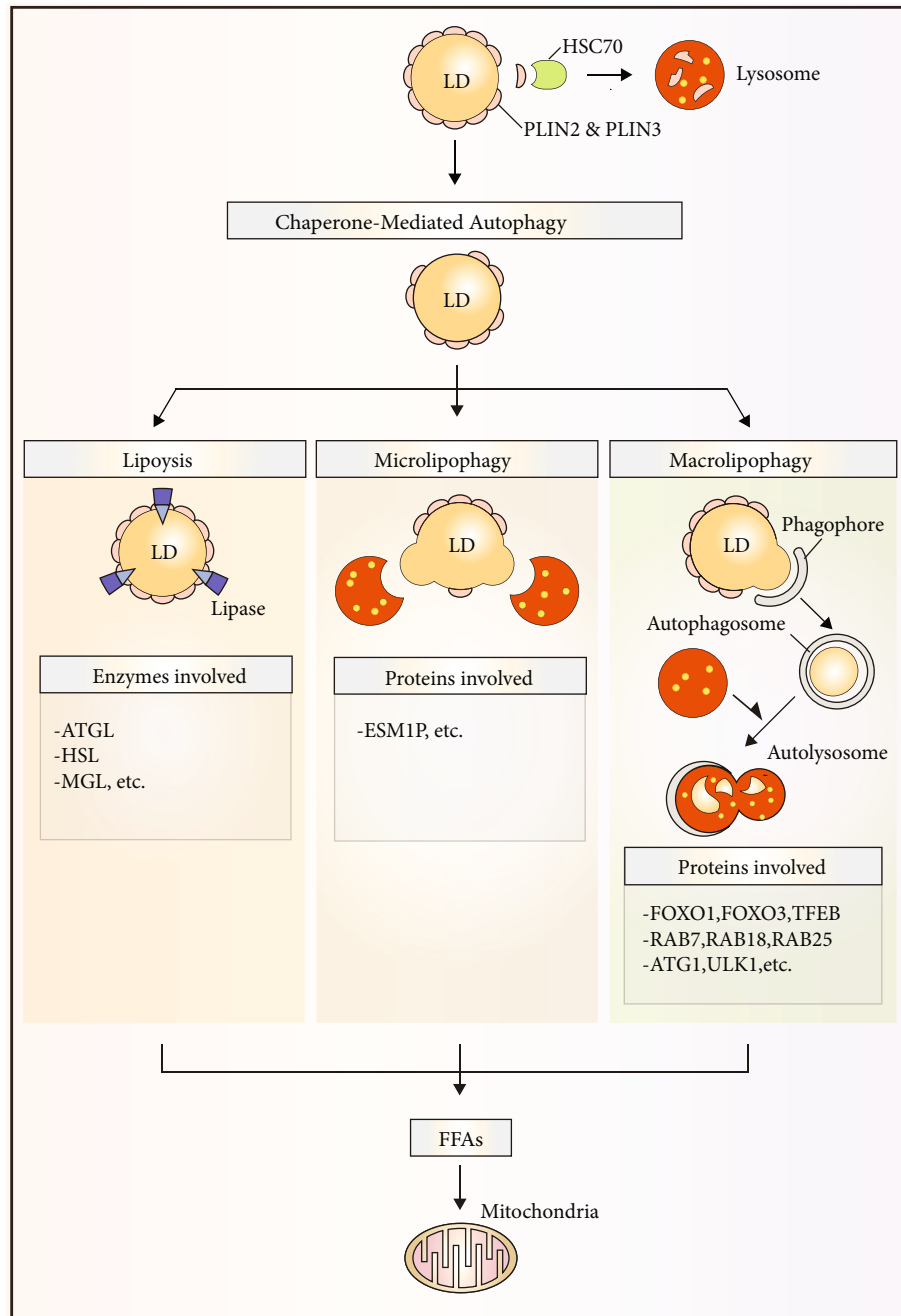 HSC70
LD
Lysosome
PLIN2 & PLIN3
Chaperone-Mediated Autophagy
LD
Lipoysis
LD
Lipase
Enzymes involved
-ATGL
-HSL
-MGL, etc.
Microlipophagy
LD
Proteins involved
-ESM1P, etc.
Macrolipophagy
LD
Phagophore
Autophagosome
Autolysosome
Proteins involved
-FOXO1,FOXO3,TFEB
-RAB7,RAB18,RAB25
-ATG1,ULK1,etc.
FFAs
Mitochondria